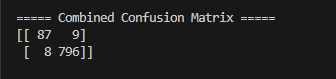 ===== Combined Confusion Matrix =====
[[ 87   9]
 [  8 796]]